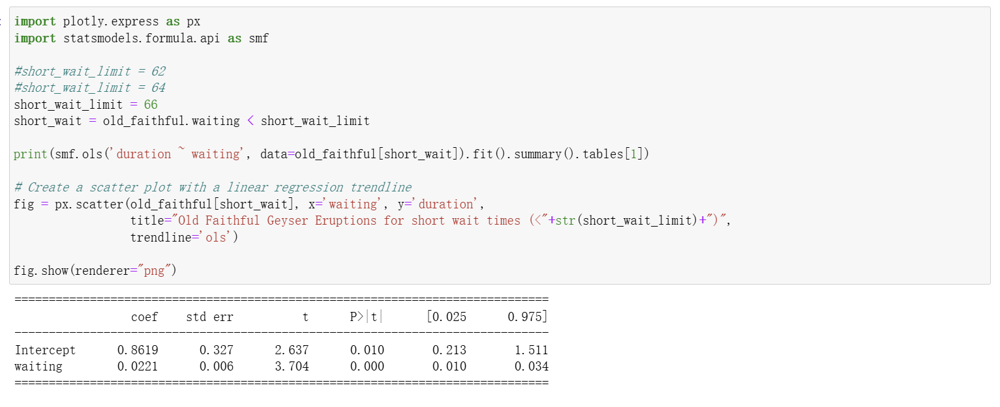 import plotly.express as px
import statsmodels.formula.api as smf
#short_wait_limit = 62
#short_wait_limit = 64
short_wait_limit = 66
short_wait = old_faithful.waiting < short_wait_limit
print(smf.ols('duration ~ waiting', data=old_faithful[short_wait]).fit().summary().tables[1])
# Create a scatter plot with a linear regression trendline
fig = px.scatter(old_faithful[short_wait], x='waiting', y='duration',
title="Old Faithful Geyser Eruptions for short wait times (<"+str(short_wait_limit)+")",
trendline='ols')
fig.show(renderer="png")
==============================================================================
coef    std err          t      P>|t|      [0.025      0.975]
------------------------------------------------------------------------------
Intercept      0.8619      0.327      2.637      0.010       0.213       1.511
waiting        0.0221      0.006      3.704      0.000       0.010       0.034
==============================================================================